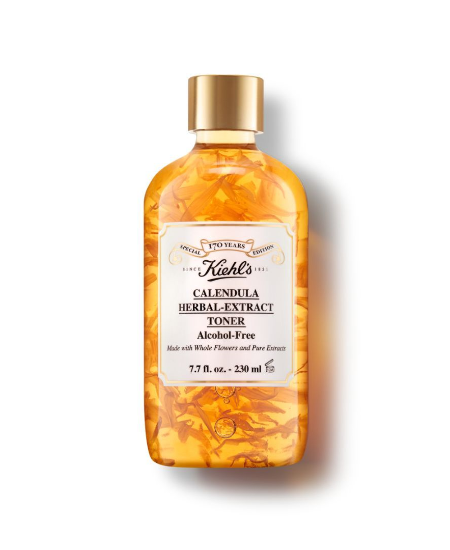 170 YEARS
SPECIAL EDITION
SINCE Kiehl's 1851
CALENDULA
HERBAL-EXTRACT
TONER
Alcohol-Free
Made with Whole Flowers and Pure Extracts
7.7 fl. oz. - 230 ml